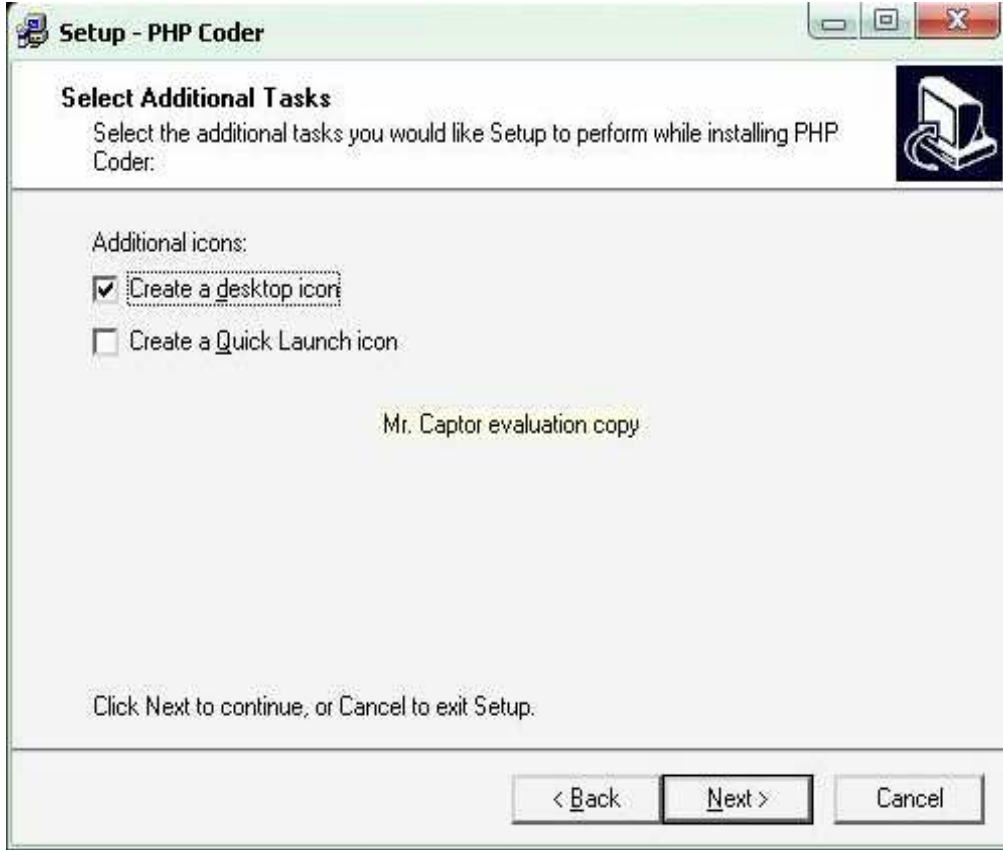 Setup - PHP Coder
Select Additional Tasks
Select the additional tasks you would like Setup to perform while installing PHP
Coder:
Additional icons:
Create a desktop icon
Create a Quick Launch icon
Mr. Captor evaluation copy
Click Next to continue, or Cancel to exit Setup.
< Back
Next >
Cancel